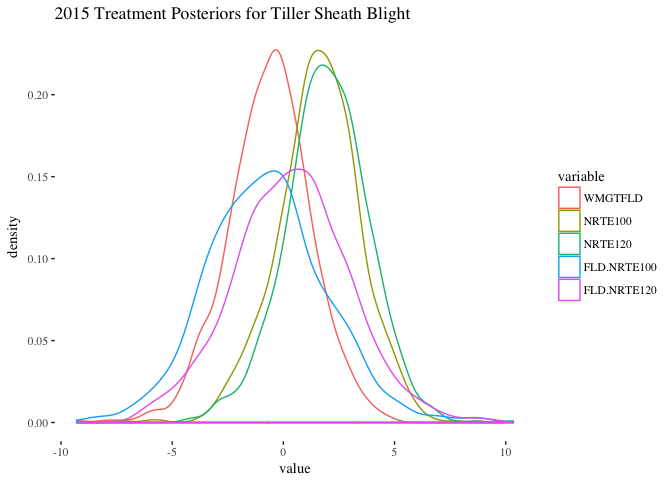 2015 Treatment Posteriors for Tiller Sheath Blight
0.20
0.15
0.10
0.05
0.00
density
-10
-5
0
5
10
value
variable
WMGTFLD
NRTE100
NRTE120
FLD.NRTE100
FLD.NRTE120